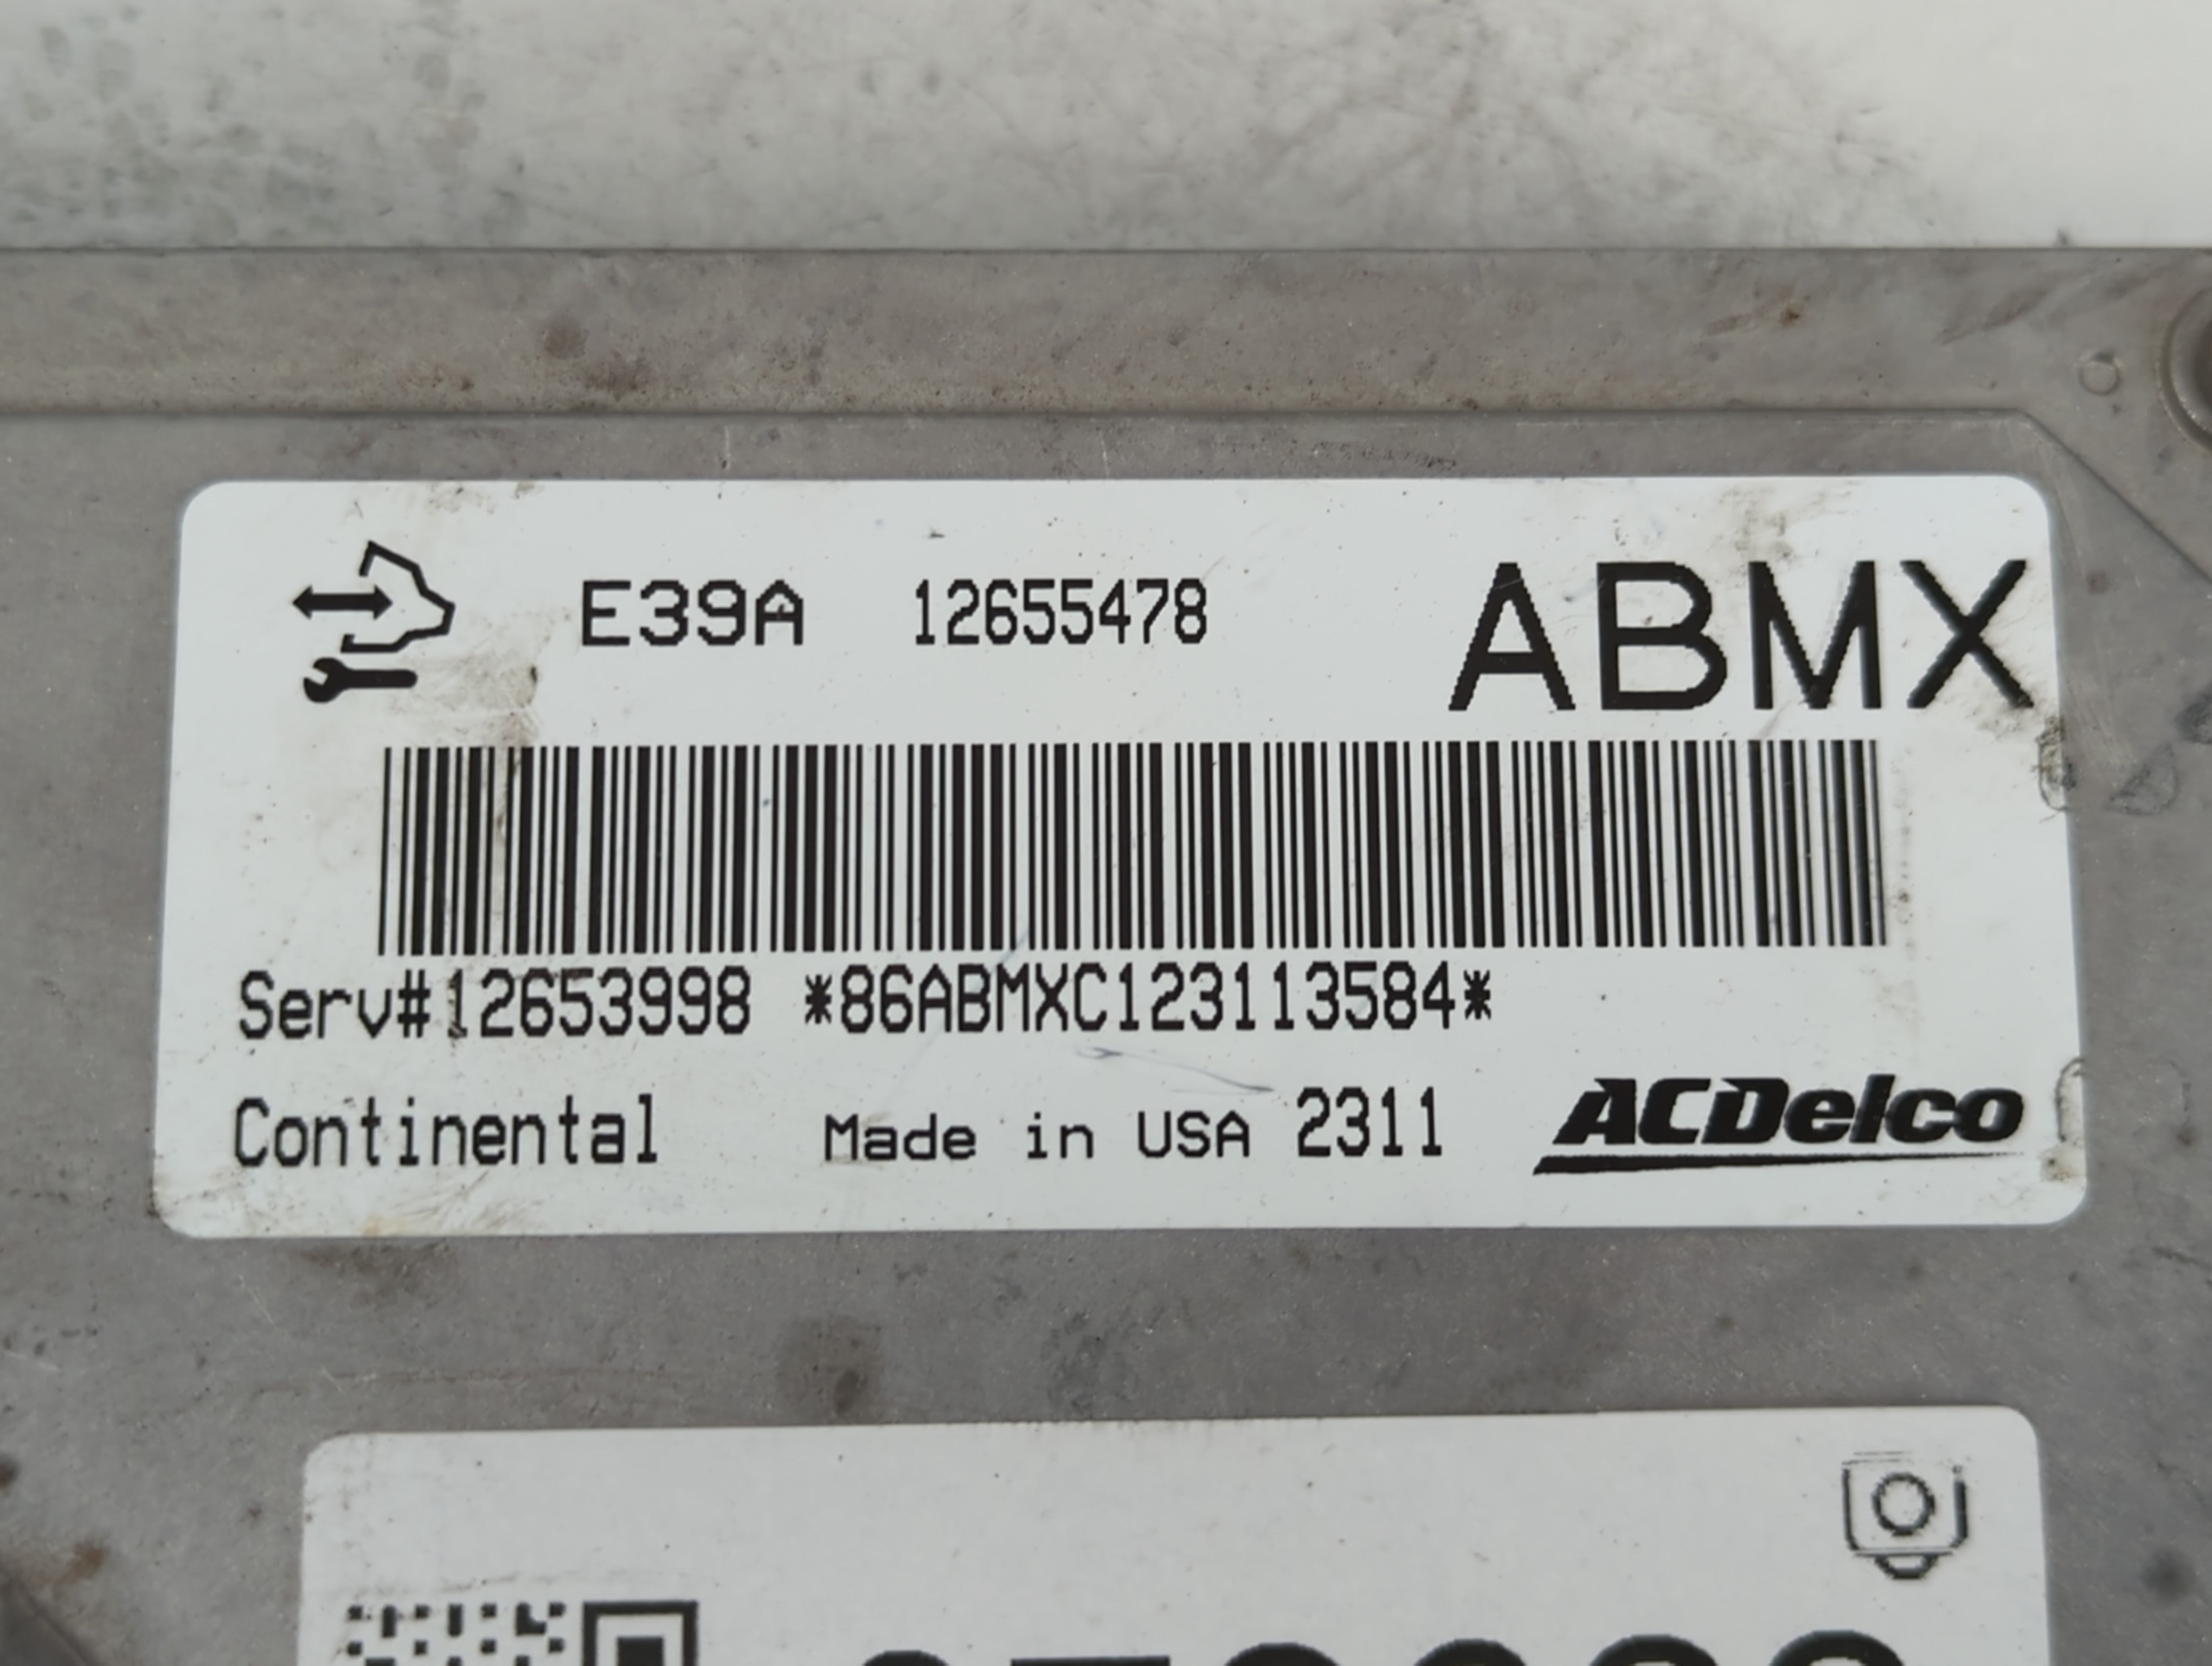 E39A 12655478 ABMX
Serv#12653998 *86ABMXC123113584*
Continental Made in USA 2311 ACDelco